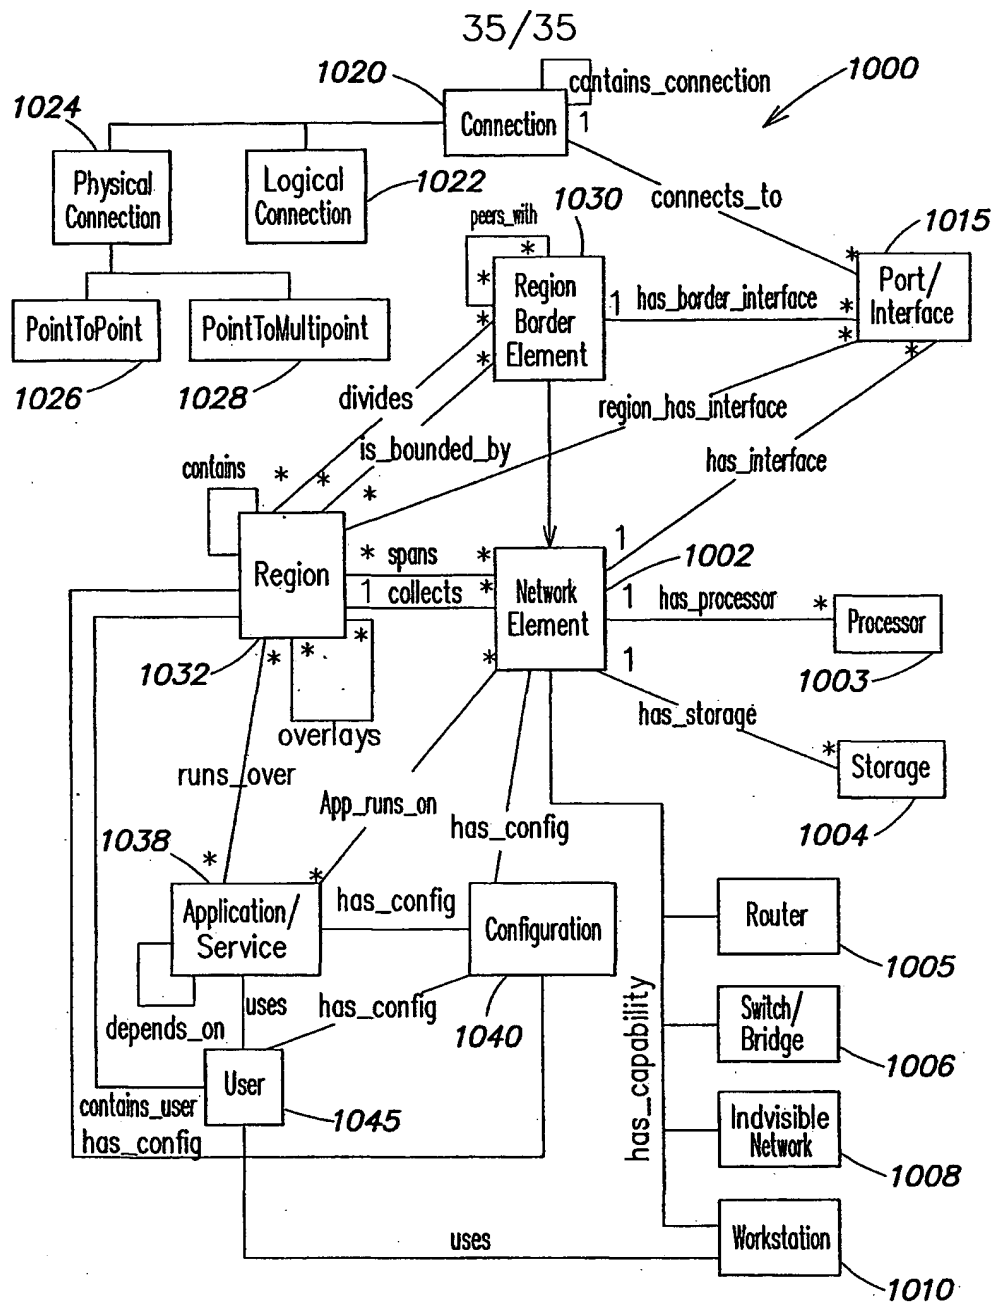 35/35
1020
contains_connection
1000
1024
Connection
1
Physical
Connection
Logical
Connection
1022
connects_to
1030
peers_with
1015
*
*
*
Region
Border
Element
1
has_border_interface
*
*
Port/
Interface
PointToPoint
PointToMultipoint
*
*
*
*
1026
1028
divides
region_has_interface
is_bounded_by
has_interface
contains
*
*
*
Region
* spans *
1 collects *
Network
Element
1
1002
1
has_processor
*
Processor
1003
1032
*
*
*
*
1
has_storage
overlays
*
Storage
runs_over
App_runs_on
has_config
1004
1038
*
*
Application/
Service
has_config
Configuration
Router
1005
depends_on
uses
has_config
1040
has_capability
Switch/
Bridge
1006
User
contains_user
1045
has_config
Indvisible
Network
1008
uses
Workstation
1010